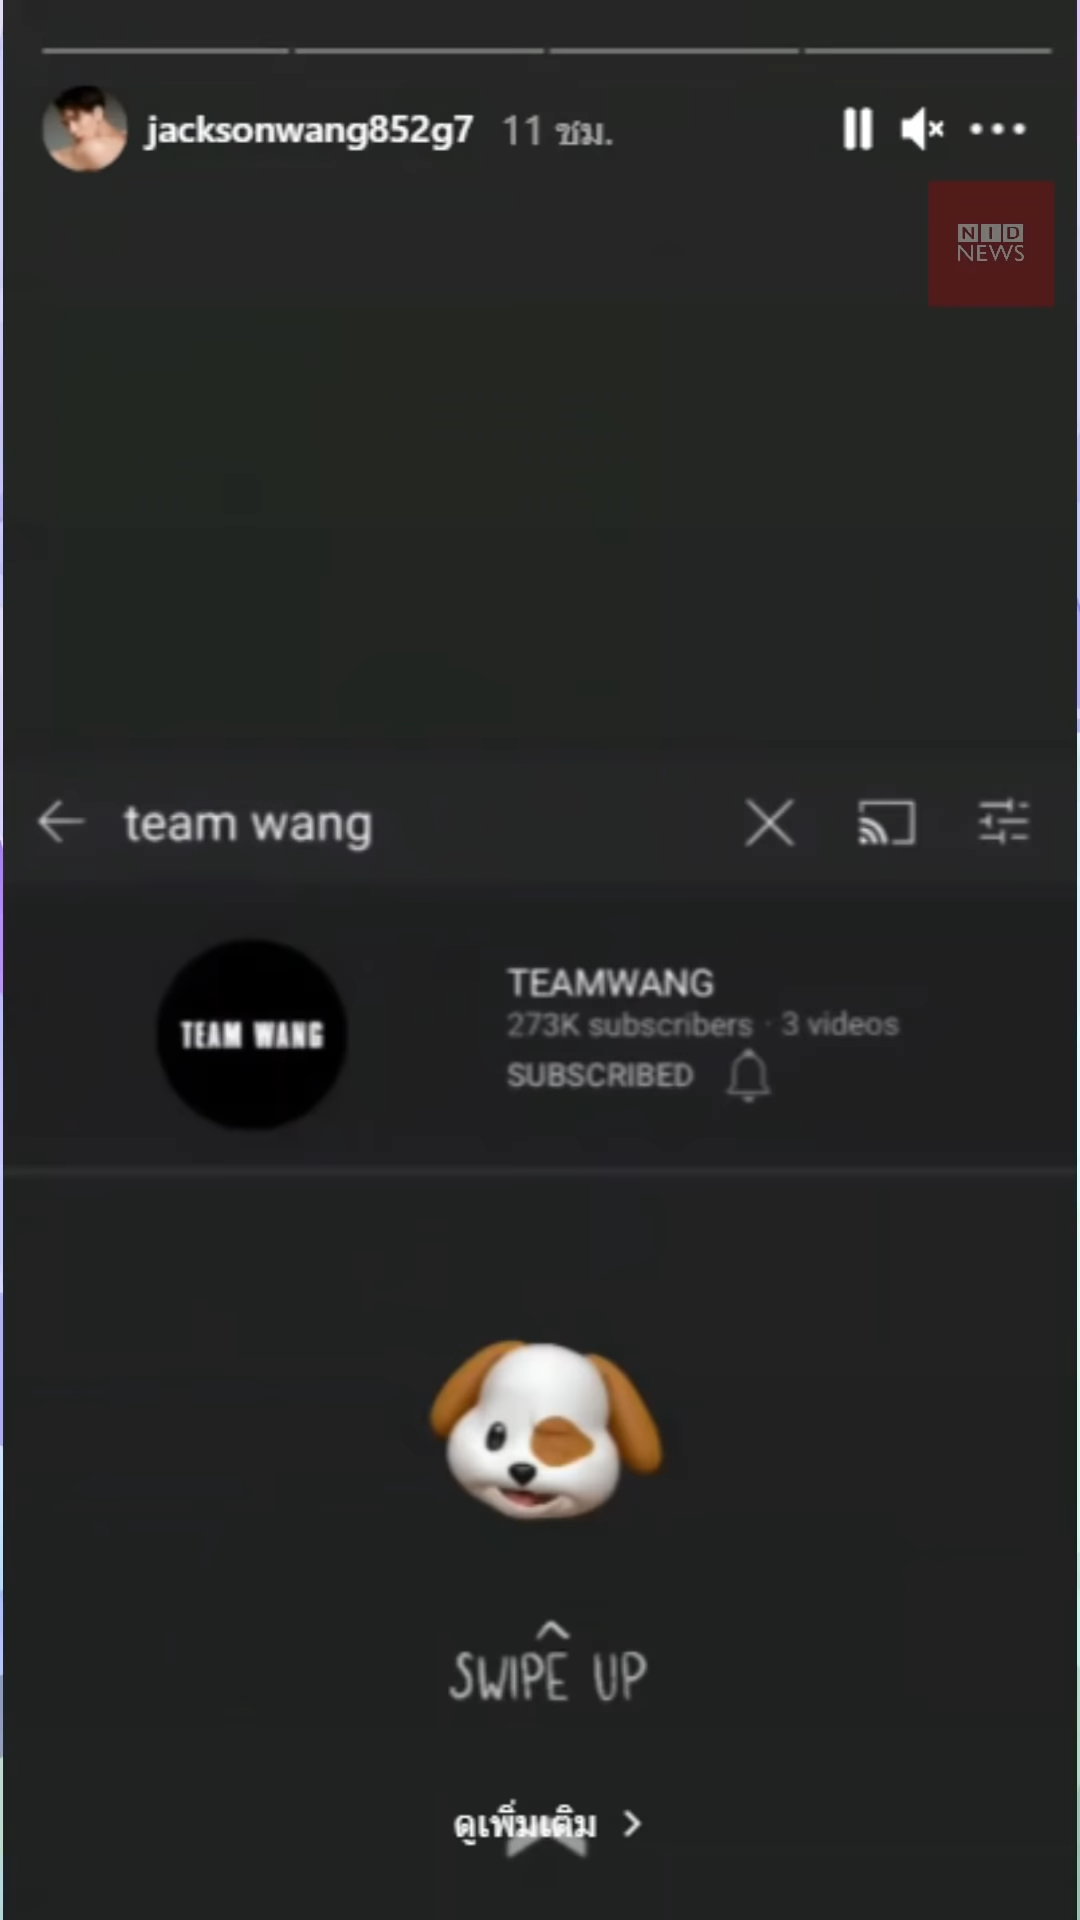 jacksonwang852g7 11 ชม.
NID
NEWS
team wang
TEAM WANG
TEAMWANG
273K subscribers · 3 videos
SUBSCRIBED
SWIPE UP
ดูเพิ่มเติม